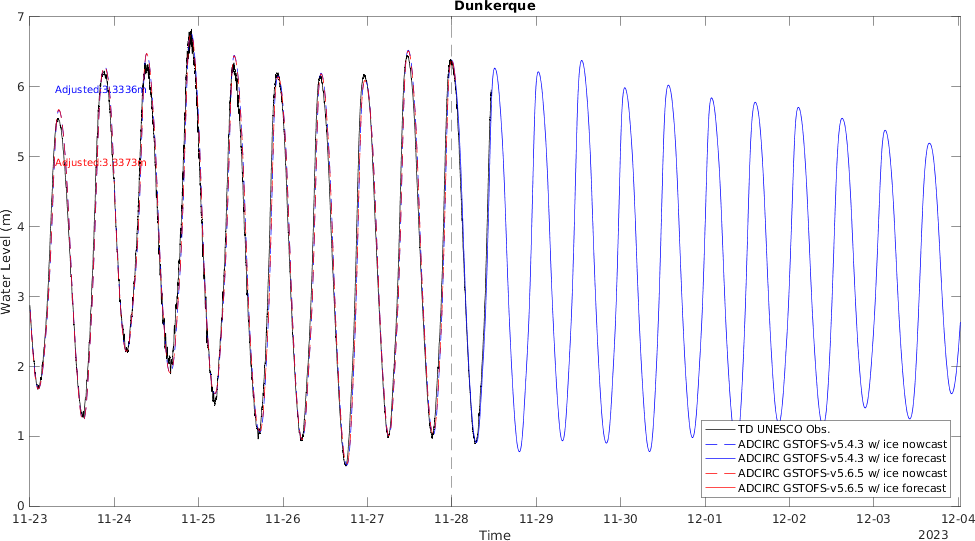 Dunkerque
7
6
5
4
3
2
1
0
Water Level (m)
Adjusted:3.3336m
Adjusted:3.3373m
TD UNESCO Obs.
ADCIRC GSTOFS-v5.4.3 w/ ice nowcast
ADCIRC GSTOFS-v5.4.3 w/ ice forecast
ADCIRC GSTOFS-v5.6.5 w/ ice nowcast
ADCIRC GSTOFS-v5.6.5 w/ ice forecast
11-23 11-24 11-25 11-26 11-27 11-28 11-29 11-30 12-01 12-02 12-03 12-04
Time
2023